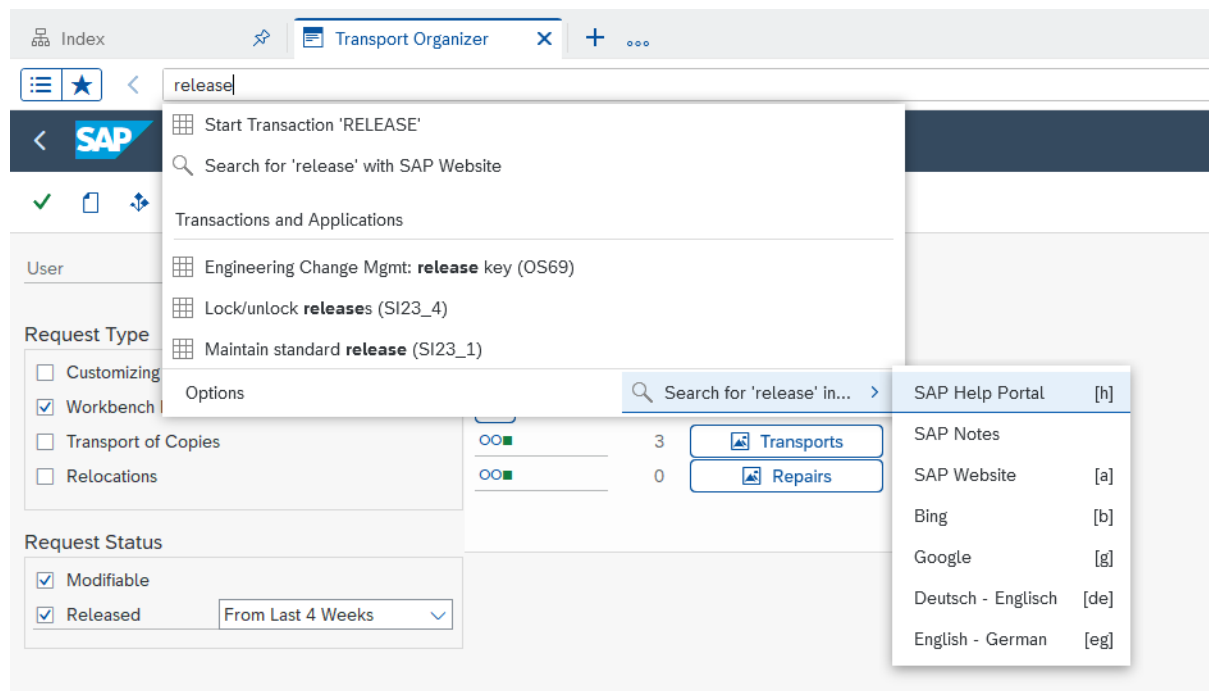 Index
Transport Organizer
release
Start Transaction 'RELEASE'
SAP
Search for 'release' with SAP Website
Transactions and Applications
User
Engineering Change Mgmt: release key (OS69)
Lock/unlock releases (SI23_4)
Request Type
Maintain standard release (SI23_1)
Customizing
Options
Search for 'release' in...
SAP Help Portal [h]
Workbench
SAP Notes
Transport of Copies
3 Transports
SAP Website [a]
Relocations
0 Repairs
Bing [b]
Request Status
Google [g]
Modifiable
Deutsch - Englisch [de]
Released From Last 4 Weeks
English - German [eg]